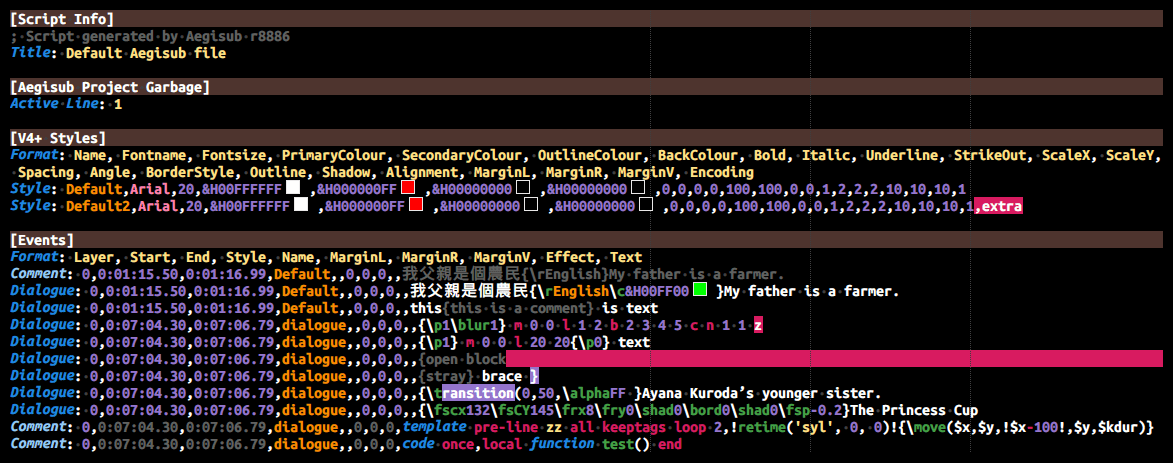 [Script Info]
; Script generated by Aegisub r8886
Title: Default Aegisub file
[Aegisub Project Garbage]
Active Line: 1
[V4+ Styles]
Format: Name, Fontname, Fontsize, PrimaryColour, SecondaryColour, OutlineColour, BackColour, Bold, Italic, Underline, StrikeOut, ScaleX, ScaleY,
Spacing, Angle, BorderStyle, Outline, Shadow, Alignment, MarginL, MarginR, MarginV, Encoding
Style: Default,Arial,20,&H00FFFFFF ,&H000000FF ,&H00000000 ,&H00000000 ,0,0,0,0,100,100,0,0,1,2,2,2,10,10,10,1
Style: Default2,Arial,20,&H00FFFFFF ,&H000000FF ,&H00000000 ,&H00000000 ,0,0,0,0,100,100,0,0,1,2,2,2,10,10,10,1,extra
[Events]
Format: Layer, Start, End, Style, Name, MarginL, MarginR, MarginV, Effect, Text
Comment: 0,0:01:15.50,0:01:16.99,Default,,0,0,0,,我父親是個農民{\rEnglish}My father is a farmer.
Dialogue: 0,0:01:15.50,0:01:16.99,Default,,0,0,0,,我父親是個農民{\rEnglish\c&H00FF00 }My father is a farmer.
Dialogue: 0,0:01:15.50,0:01:16.99,Default,,0,0,0,,this{this is a comment} is text
Dialogue: 0,0:07:04.30,0:07:06.79,dialogue,,0,0,0,,{\p1\blur1} m 0 0 l 1 2 b 2 3 4 5 c n 1 1 z
Dialogue: 0,0:07:04.30,0:07:06.79,dialogue,,0,0,0,,{\p1} m 0 0 l 20 20{\p0} text
Dialogue: 0,0:07:04.30,0:07:06.79,dialogue,,0,0,0,,{open block
Dialogue: 0,0:07:04.30,0:07:06.79,dialogue,,0,0,0,,{stray} brace }
Dialogue: 0,0:07:04.30,0:07:06.79,dialogue,,0,0,0,,{\transition(0,50,\alphaFF }Ayana Kuroda’s younger sister.
Dialogue: 0,0:07:04.30,0:07:06.79,dialogue,,0,0,0,,{\fscx132\fsCY145\frx8\fry0\shad0\bord0\shad0\fsp-0.2}The Princess Cup
Comment: 0,0:07:04.30,0:07:06.79,dialogue,,0,0,0,template pre-line zz all keeptags loop 2,!retime('syl', 0, 0)!{\move($x,$y,!$x-100!,$y,$kdur)}
Comment: 0,0:07:04.30,0:07:06.79,dialogue,,0,0,0,code once,local function test() end